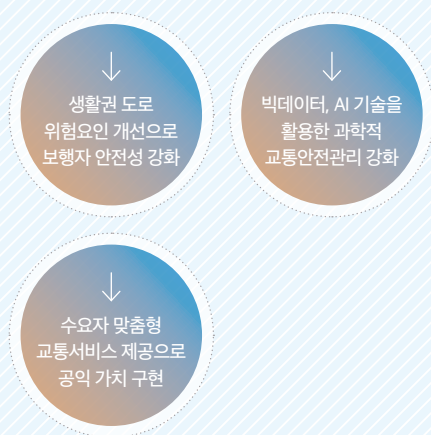 생활권 도로
위험요인 개선으로
보행자 안전성 강화
빅데이터, AI 기술을
활용한 과학적
교통안전관리 강화
수요자 맞춤형
교통서비스 제공으로
공익 가치 구현